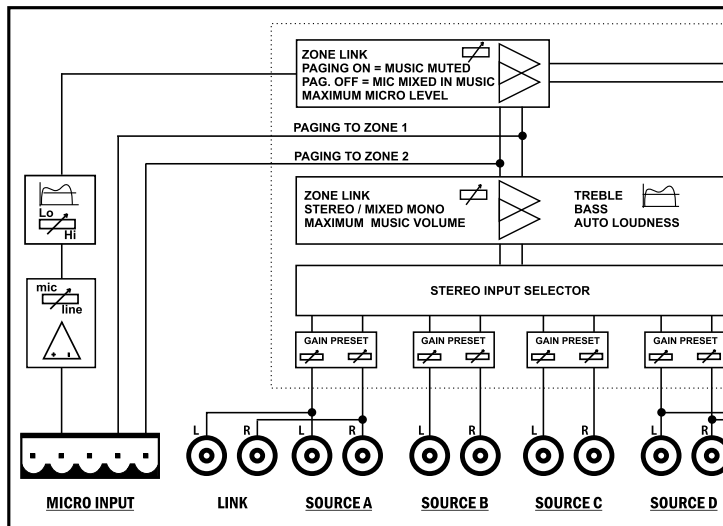 ZONE LINK
PAGING ON = MUSIC MUTED
PAG. OFF = MIC MIXED IN MUSIC
MAXIMUM MICRO LEVEL
PAGING TO ZONE 1
PAGING TO ZONE 2
Lo
Hi
ZONE LINK
STEREO / MIXED MONO
MAXIMUM MUSIC VOLUME
TREBLE
BASS
AUTO LOUDNESS
mic
line
+ -
STEREO INPUT SELECTOR
GAIN PRESET GAIN PRESET GAIN PRESET GAIN PRESET
L R L R L R L R L R
MICRO INPUT LINK SOURCE A SOURCE B SOURCE C SOURCE D